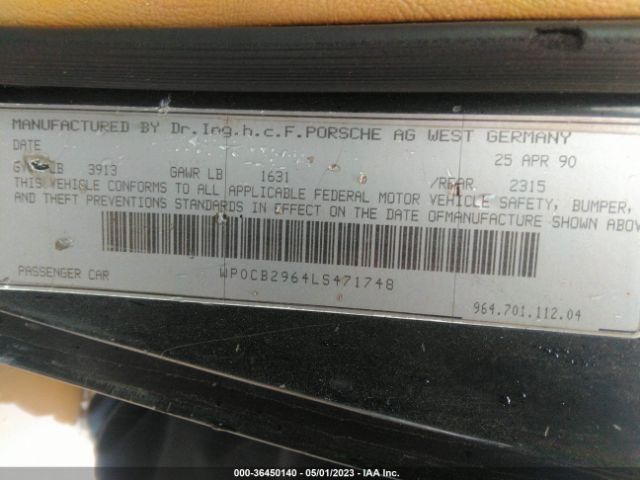 MANUFACTURED BY Dr.Ing.h.c.F.PORSCHE AG WEST GERMANY
DATE 25 APR 90
LB 3913 GAWR LB 1631 /REAR. 2315
THIS VEHICLE CONFORMS TO ALL APPLICABLE FEDERAL MOTOR VEHICLE SAFETY, BUMPER,
AND THEFT PREVENTIONS STANDARDS IN EFFECT ON THE DATE OFMANUFACTURE SHOWN ABOV
WP0CB2964LS471748
PASSENGER CAR
964.701.112.04
000-36450140 - 05/01/2023 - IAA Inc.